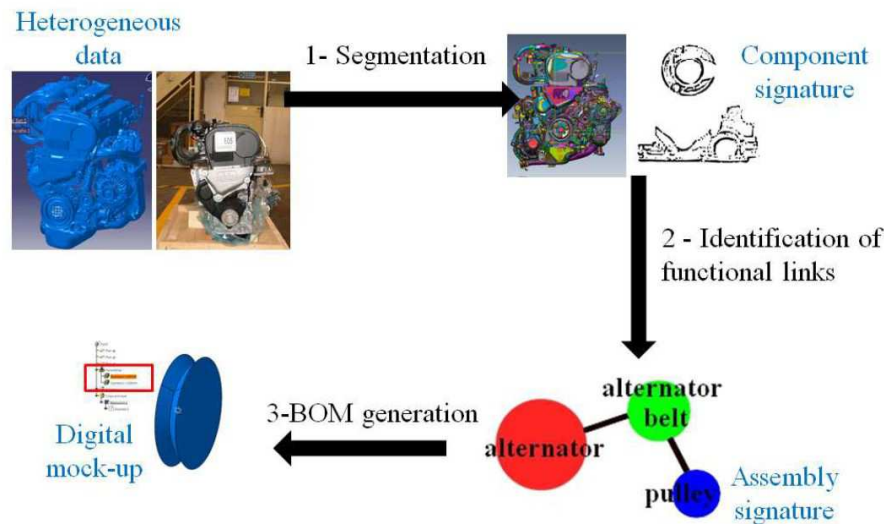 Heterogeneous
data
1- Segmentation
Component
signature
2 - Identification of
functional links
alternator
belt
alternator
pulley
Assembly
signature
3-BOM generation
Digital
mock-up